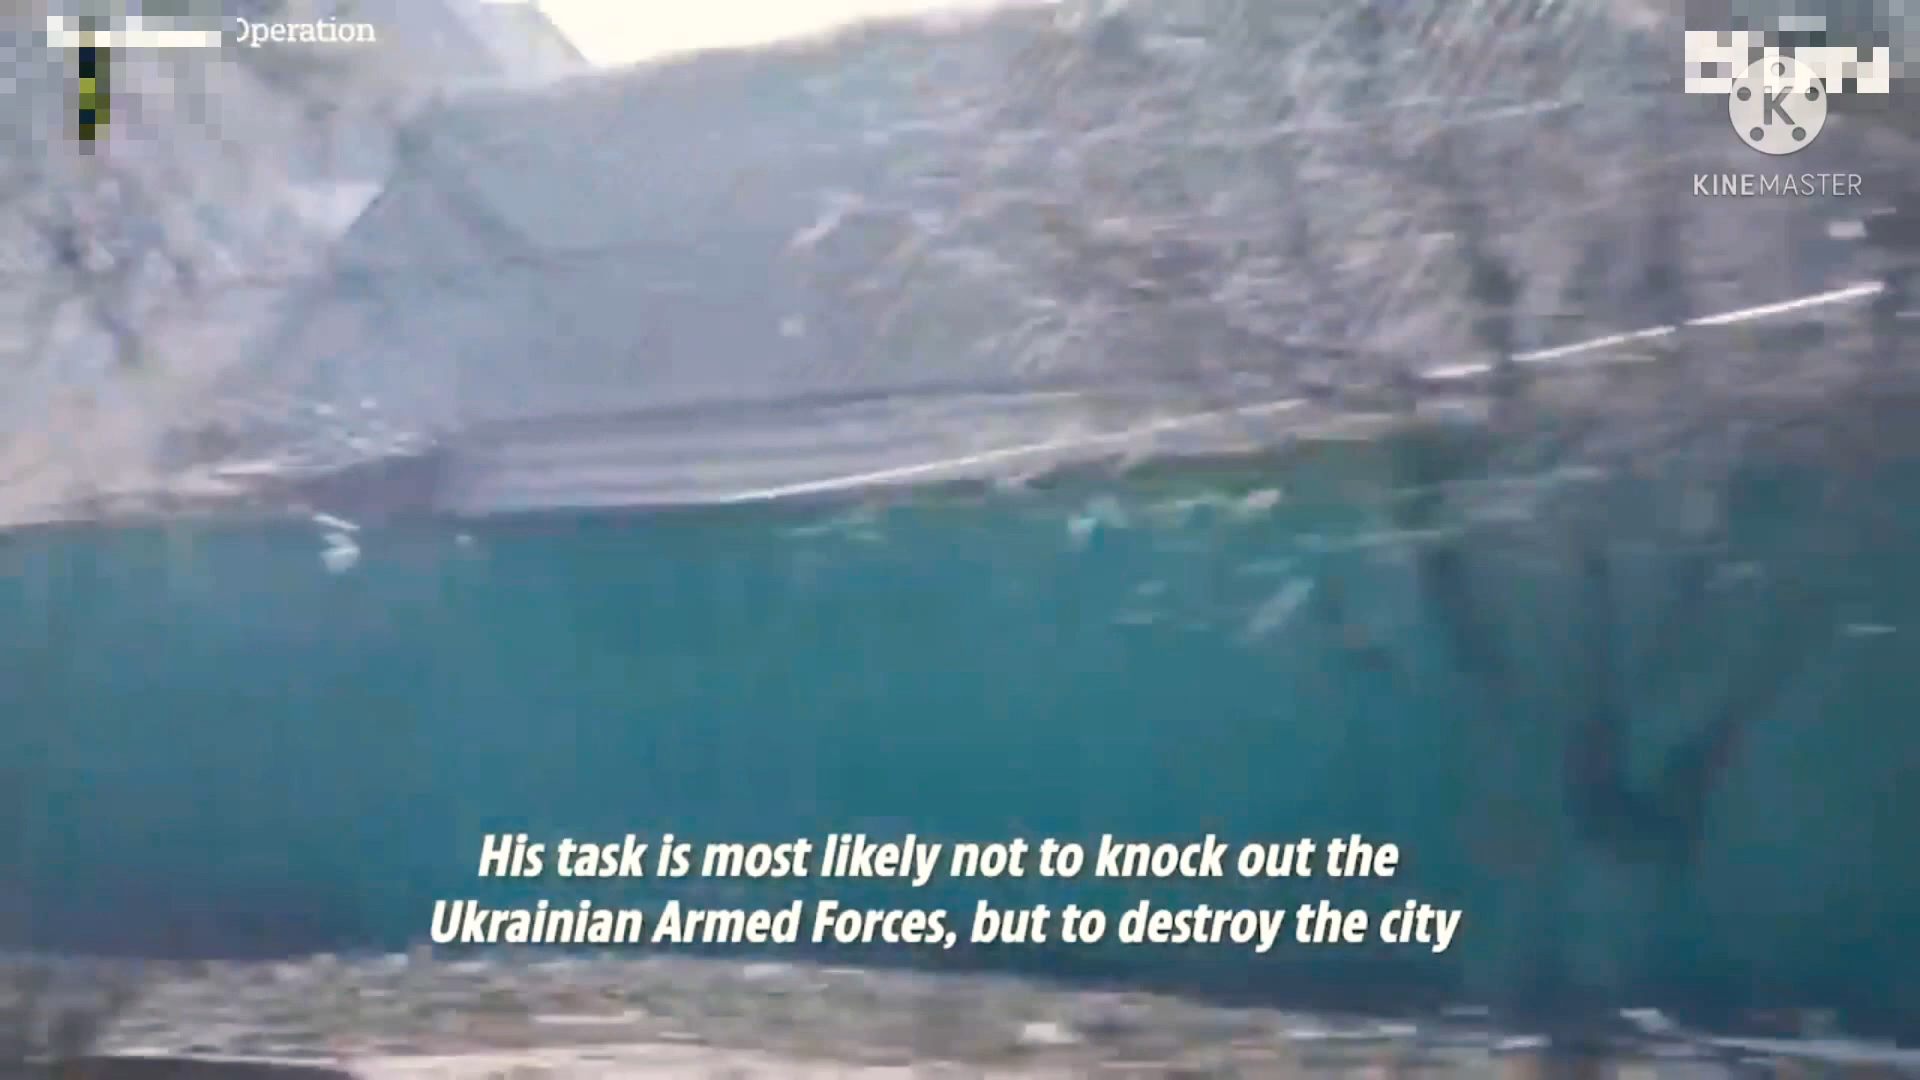 Operation
KINEMASTER
His task is most likely not to knock out the
Ukrainian Armed Forces, but to destroy the city